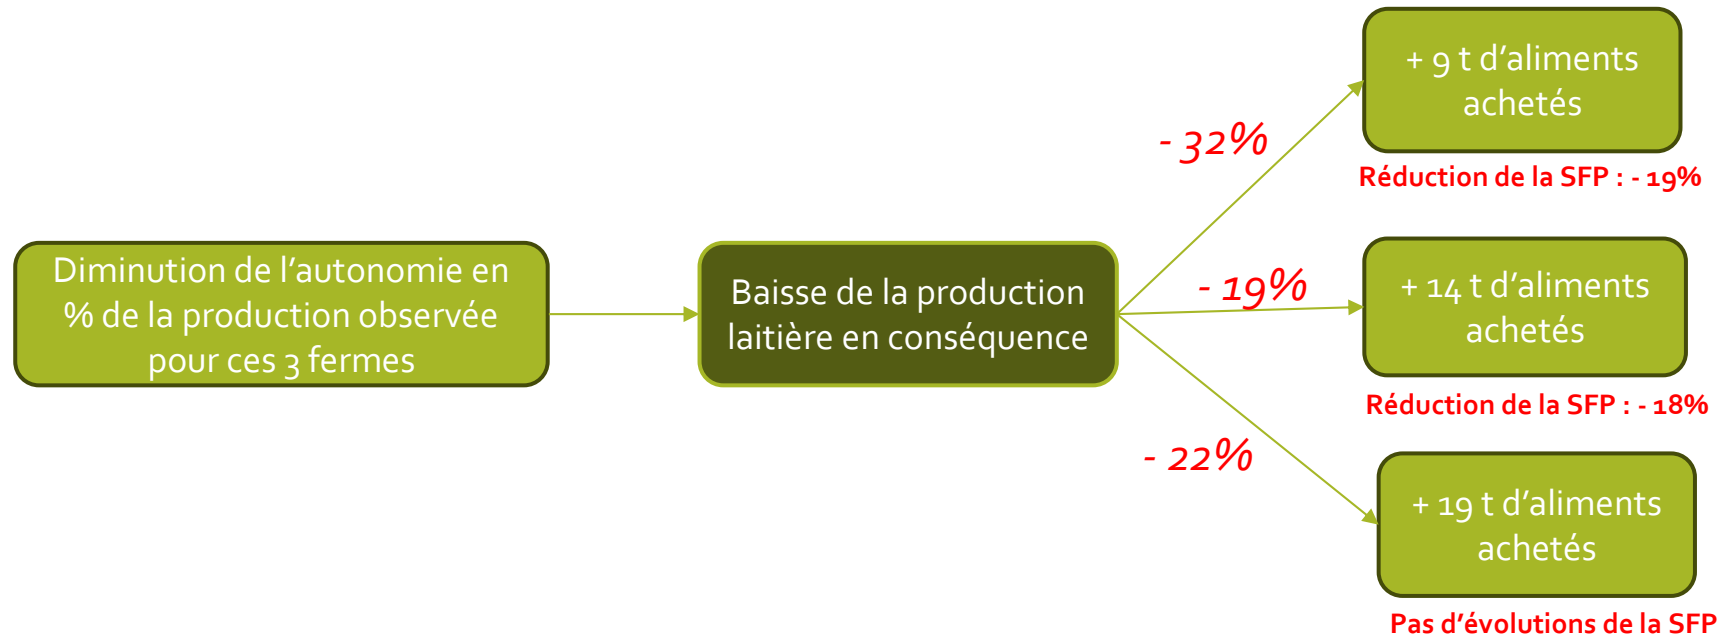 Diminution de l'autonomie en
% de la production observée
pour ces 3 fermes
Baisse de la production
laitière en conséquence
- 32%
+ 9 t d'aliments
achetés
Réduction de la SFP : - 19%
- 19%
+ 14 t d'aliments
achetés
Réduction de la SFP : - 18%
- 22%
+ 19 t d'aliments
achetés
Pas d'évolutions de la SFP